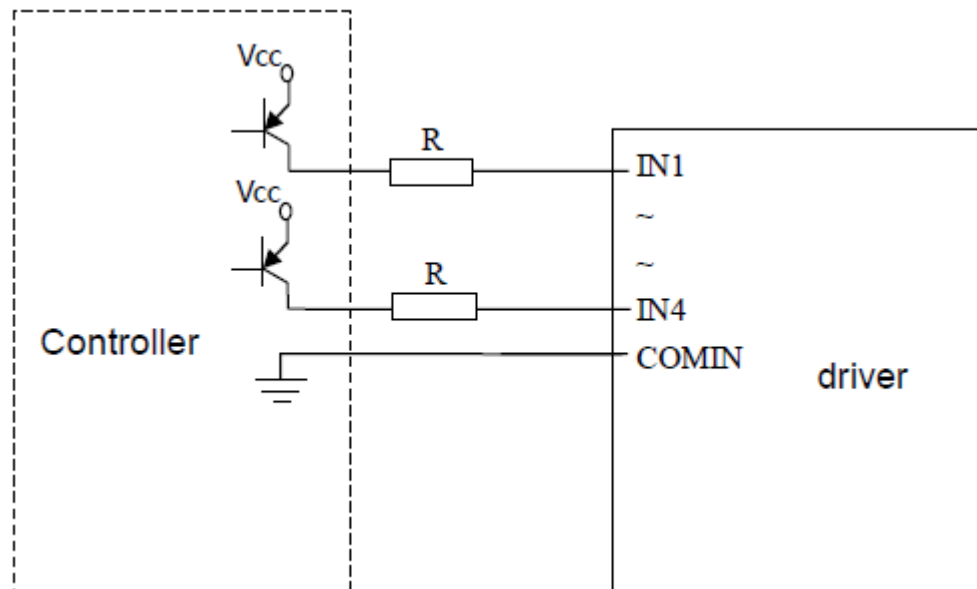 Vcc
R
IN1
~
Vcc
~
R
IN4
Controller
COMIN
driver